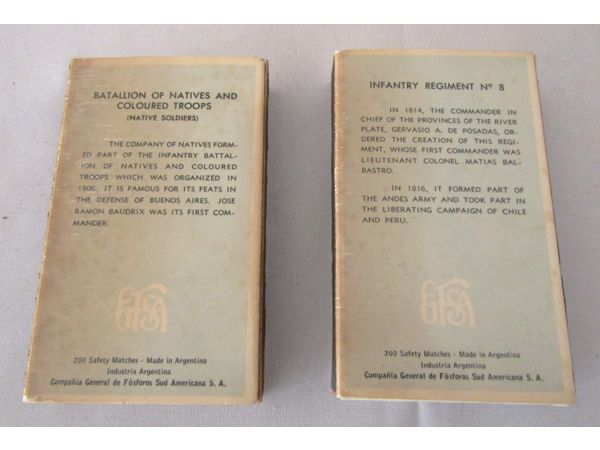 BATALLION OF NATIVES AND
COLOURED TROOPS
(NATIVE SOLDIERS)
THE COMPANY OF NATIVES FORM-
ED PART OF THE INFANTRY BATTAL-
ION OF NATIVES AND COLOURED
TROOPS WHICH WAS ORGANIZED IN
1806. IT IS FAMOUS FOR ITS FEATS IN
THE DEFENSE OF BUENOS AIRES. JOSE
RAMON BAUDRIX WAS ITS FIRST COM-
MANDER.
200 Safety Matches - Made in Argentina
Industria Argentina
Compañía General de Fósforos Sud Americana S. A.
INFANTRY REGIMENT Nº 8
IN 1814, THE COMMANDER IN
CHIEF OF THE PROVINCES OF THE RIVER
PLATE, GERVASIO A. DE POSADAS, OR-
DERED THE CREATION OF THIS REGI-
MENT, WHOSE FIRST COMMANDER WAS
LIEUTENANT COLONEL MATIAS BAL-
BASTRO.
IN 1816, IT FORMED PART OF
THE ANDES ARMY AND TOOK PART IN
THE LIBERATING CAMPAIGN OF CHILE
AND PERU.
200 Safety Matches - Made in Argentina
Industria Argentina
Compañía General de Fósforos Sud Americana S. A.